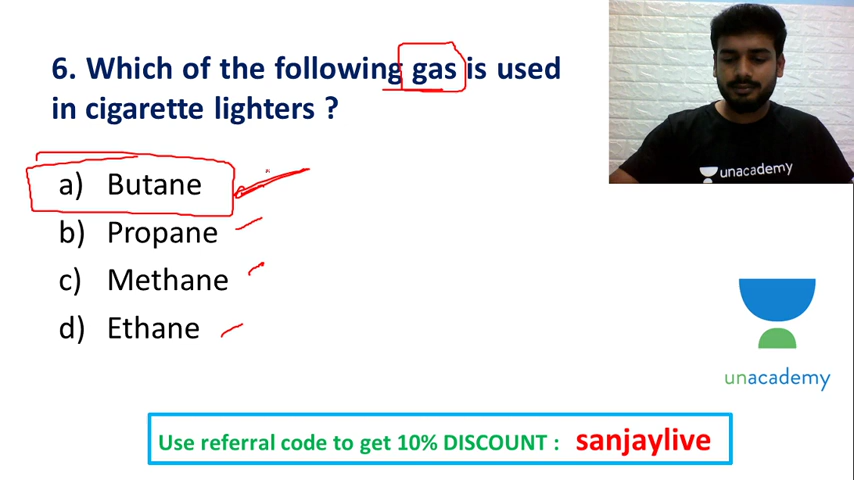 6. Which of the following gas is used
in cigarette lighters ?
a) Butane
b) Propane
c) Methane
d) Ethane
unacademy
unacademy
Use referral code to get 10% DISCOUNT : sanjaylive